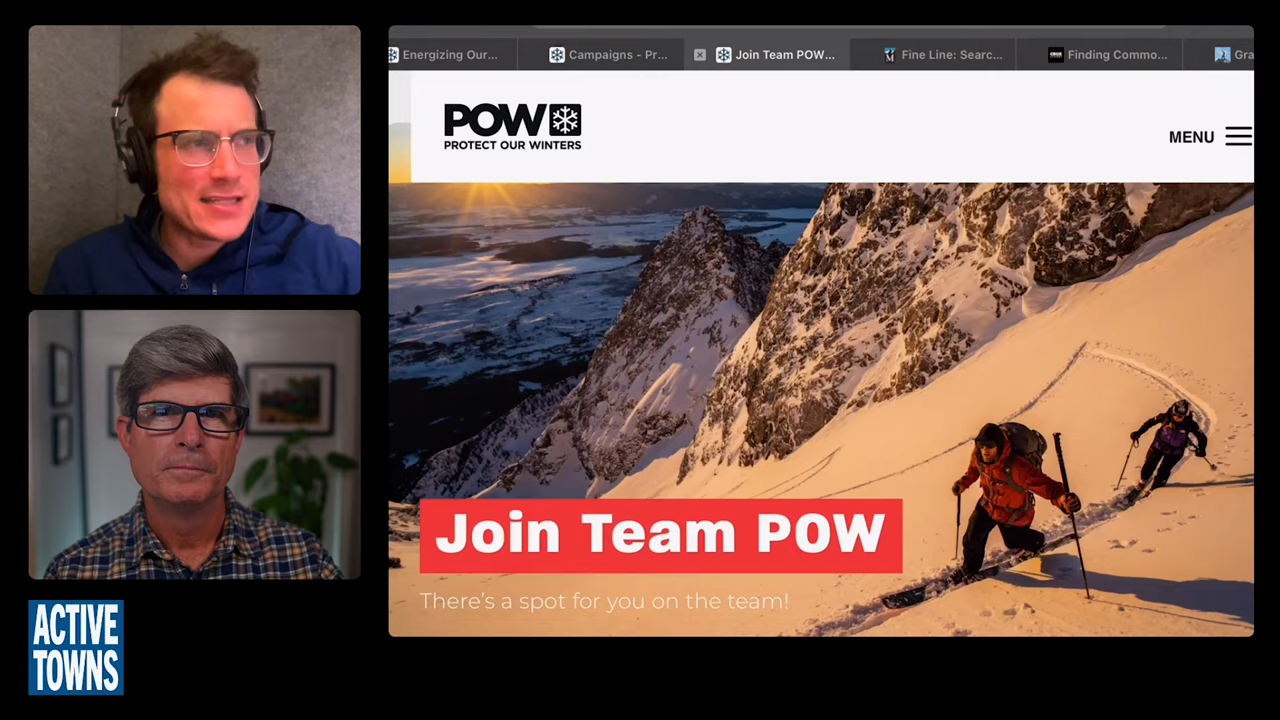 Energizing Our...
Campaigns - Pr...
Join Team POW...
Fine Line: Searc...
Finding Commo...
Gra
POW
PROTECT OUR WINTERS
MENU
Join Team POW
There's a spot for you on the team!
ACTIVE
TOWNS